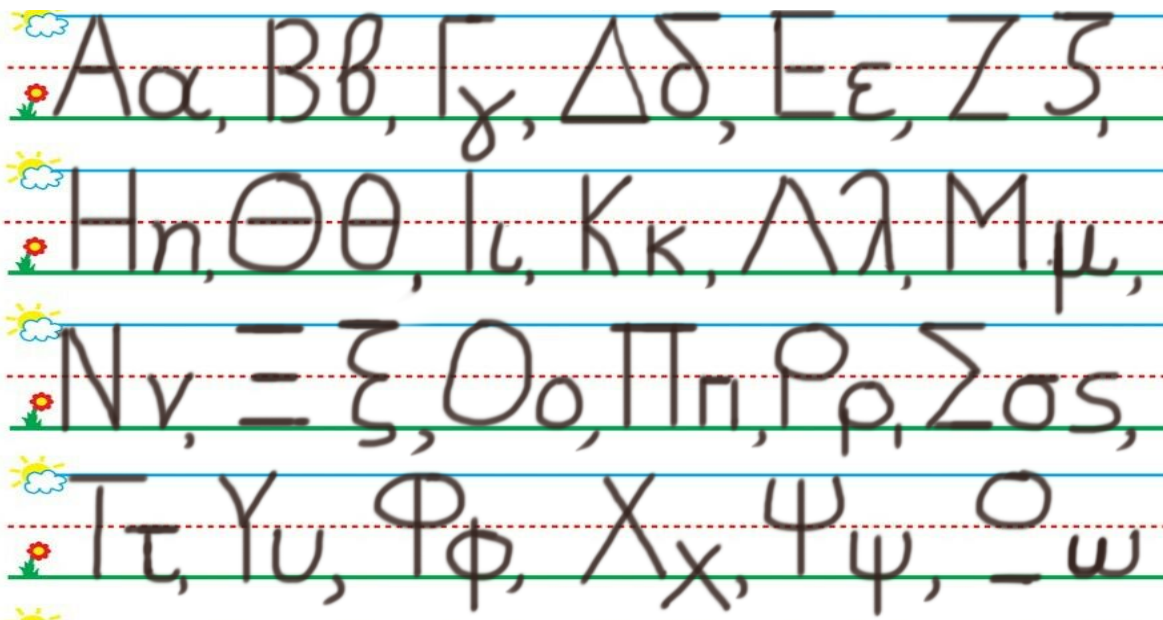 Αα, Ββ, Γγ, Δδ, Εε, Ζζ,
Ηη, Θθ, Ιι, Κκ, Λλ, Μμ,
Νν, Ξξ, Οο, Ππ, Ρρ, Σσς,
Ττ, Υυ, Φφ, Χχ, Ψψ, Ωω